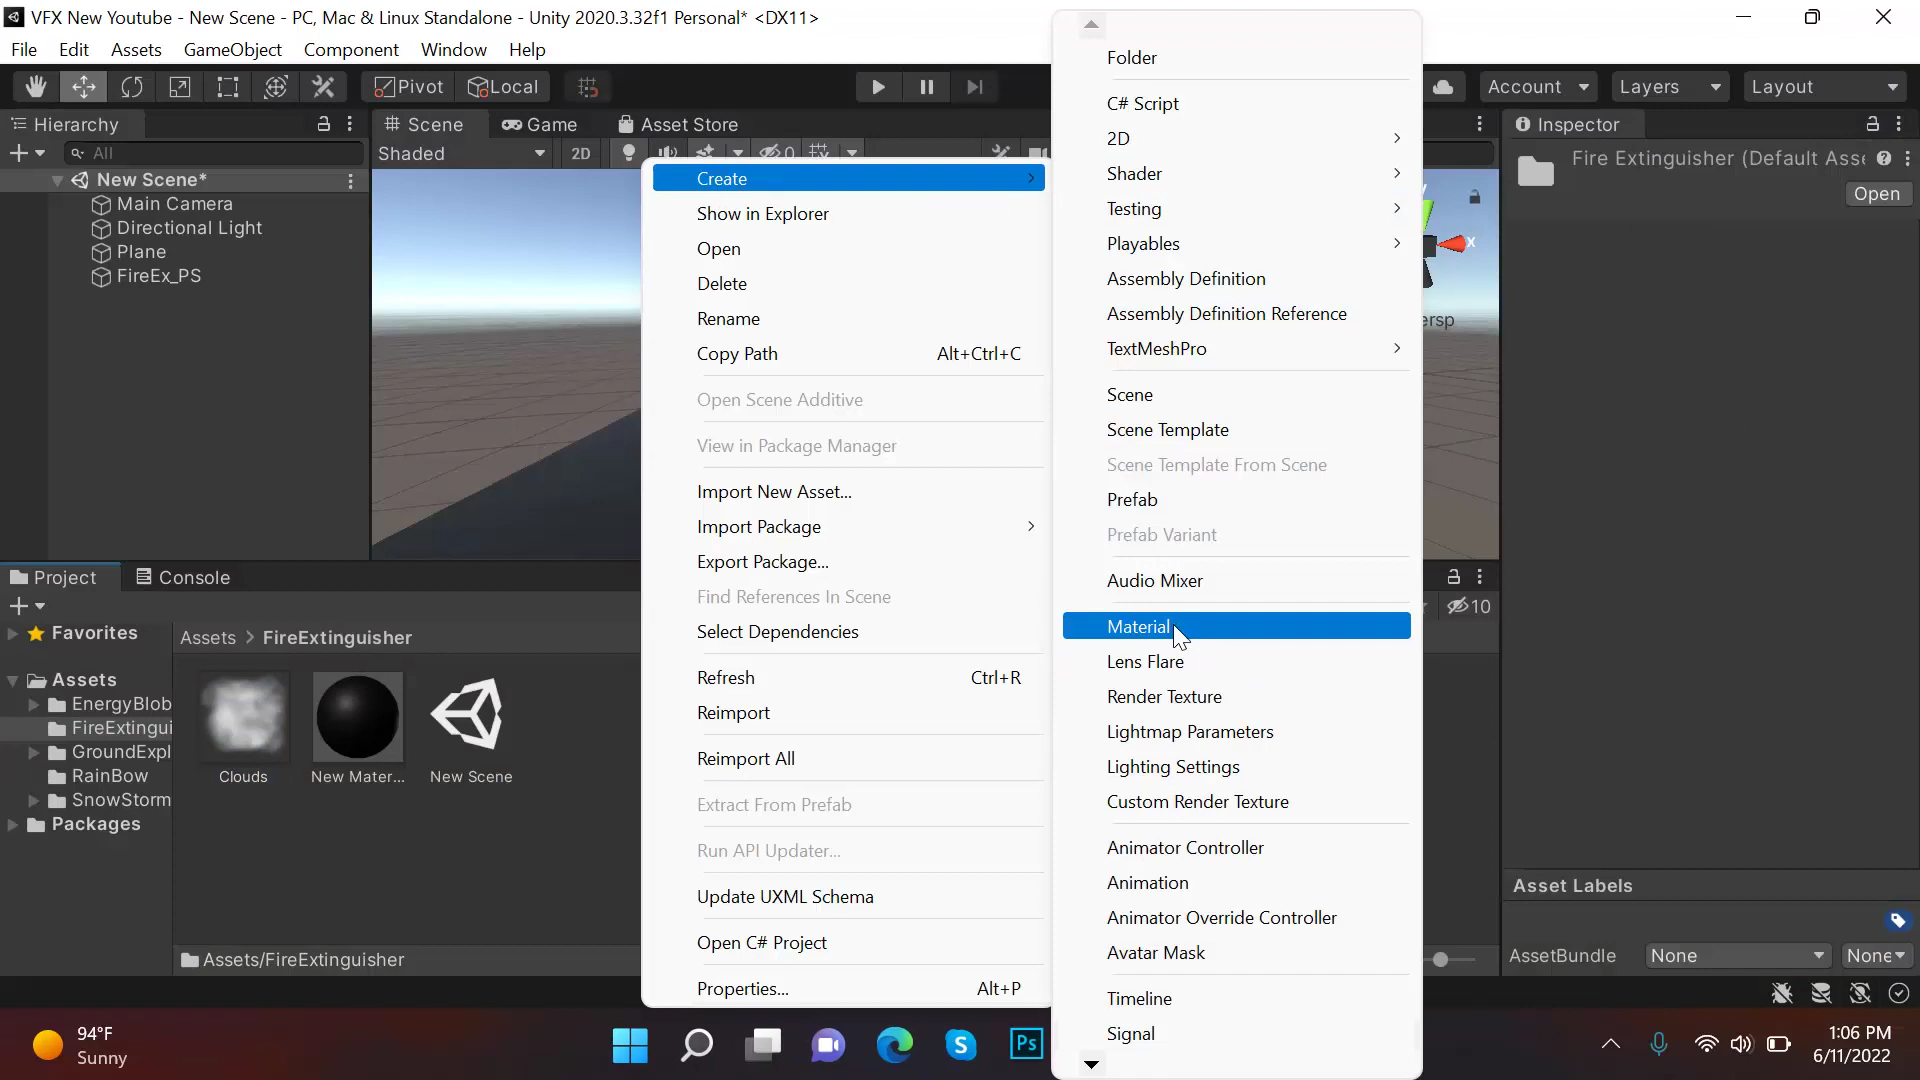 VFX New Youtube - New Scene - PC, Mac & Linux Standalone - Unity 2020.3.32f1 Personal* <DX11>
File Edit Assets GameObject Component Window Help
Pivot Local
Account Layers Layout
Hierarchy
All
New Scene*
Main Camera
Directional Light
Plane
FireEx_PS
Scene Game Asset Store
Shaded 2D 0
Create
Show in Explorer
Open
Delete
Rename
Copy Path Alt+Ctrl+C
Open Scene Additive
View in Package Manager
Import New Asset...
Import Package
Export Package...
Find References In Scene
Select Dependencies
Refresh Ctrl+R
Reimport
Reimport All
Extract From Prefab
Run API Updater...
Update UXML Schema
Open C# Project
Properties... Alt+P
Folder
C# Script
2D
Shader
Testing
Playables
Assembly Definition
Assembly Definition Reference
TextMeshPro
Scene
Scene Template
Scene Template From Scene
Prefab
Prefab Variant
Audio Mixer
Material
Lens Flare
Render Texture
Lightmap Parameters
Lighting Settings
Custom Render Texture
Animator Controller
Animation
Animator Override Controller
Avatar Mask
Timeline
Signal
y
x
ersp
Inspector
Fire Extinguisher (Default Asse
Open
Project Console
10
Favorites
Assets
EnergyBlob
FireExtingui
GroundExpl
RainBow
SnowStorm
Packages
Assets > FireExtinguisher
Clouds
New Mater...
New Scene
Assets/FireExtinguisher
Asset Labels
AssetBundle None None
94°F
Sunny
S
Ps
1:06 PM
6/11/2022